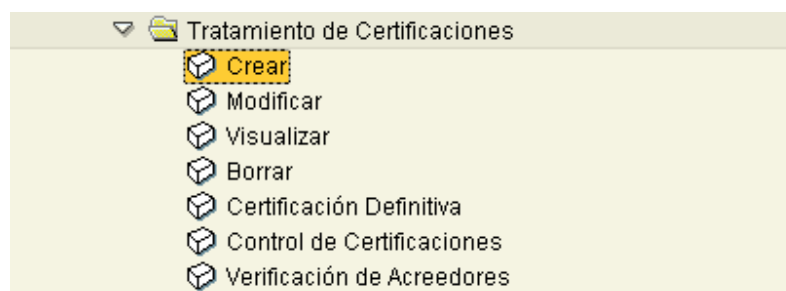 Tratamiento de Certificaciones
Crear
Modificar
Visualizar
Borrar
Certificación Definitiva
Control de Certificaciones
Verificación de Acreedores